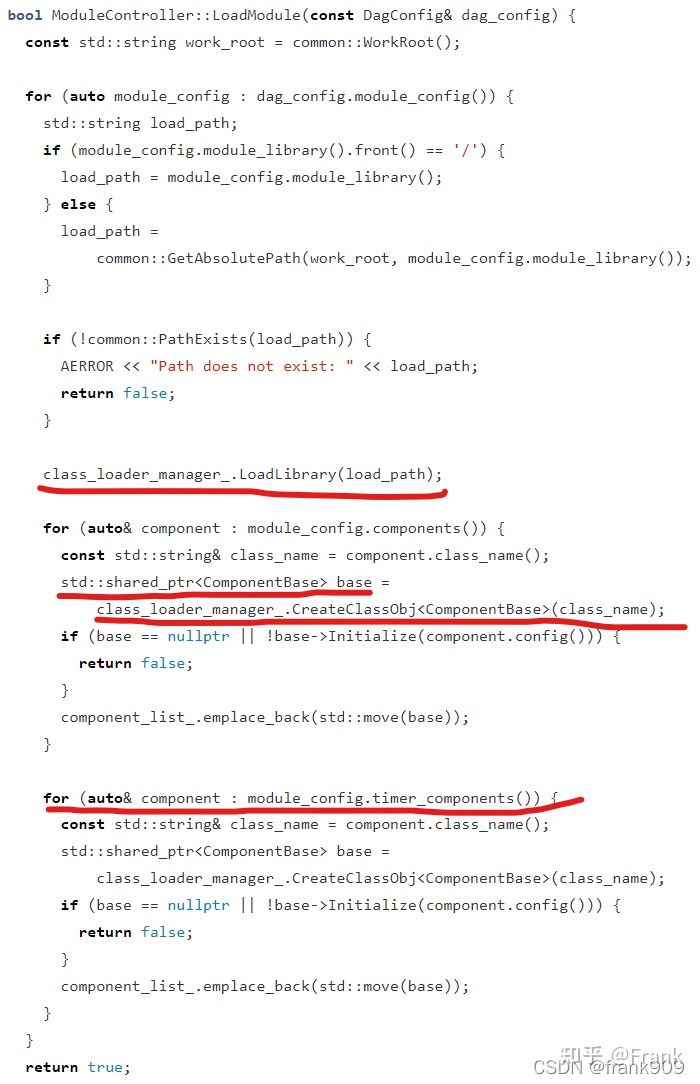 bool ModuleController::LoadModule(const DagConfig& dag_config) {
  const std::string work_root = common::WorkRoot();

  for (auto module_config : dag_config.module_config()) {
    std::string load_path;
    if (module_config.module_library().front() == '/') {
      load_path = module_config.module_library();
    } else {
      load_path =
          common::GetAbsolutePath(work_root, module_config.module_library());
    }

    if (!common::PathExists(load_path)) {
      AERROR << "Path does not exist: " << load_path;
      return false;
    }

    class_loader_manager_.LoadLibrary(load_path);

    for (auto& component : module_config.components()) {
      const std::string& class_name = component.class_name();
      std::shared_ptr<ComponentBase> base =
          class_loader_manager_.CreateClassObj<ComponentBase>(class_name);
      if (base == nullptr || !base->Initialize(component.config())) {
        return false;
      }
      component_list_.emplace_back(std::move(base));
    }

    for (auto& component : module_config.timer_components()) {
      const std::string& class_name = component.class_name();
      std::shared_ptr<ComponentBase> base =
          class_loader_manager_.CreateClassObj<ComponentBase>(class_name);
      if (base == nullptr || !base->Initialize(component.config())) {
        return false;
      }
      component_list_.emplace_back(std::move(base));
    }
  }
  return true;
知乎 @Frank
CSDN @frank909